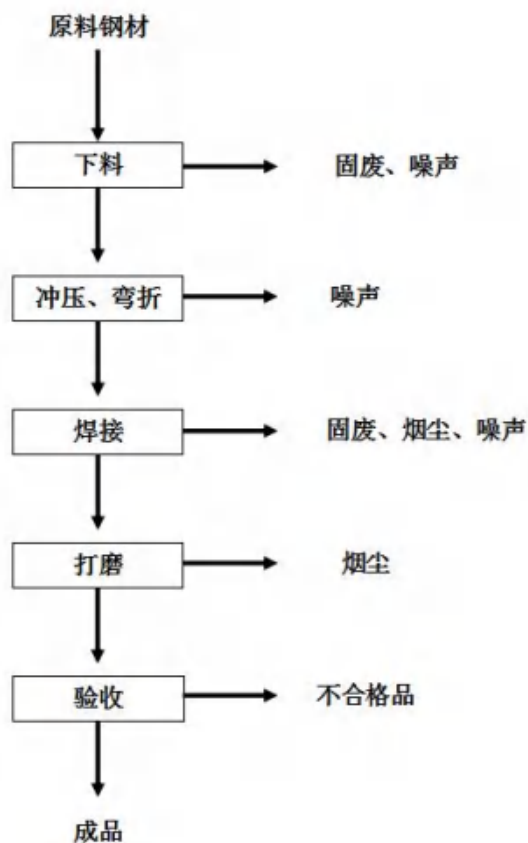 原料钢材
下料
固废、噪声
冲压、弯折
噪声
焊接
固废、烟尘、噪声
打磨
烟尘
验收
不合格品
成品